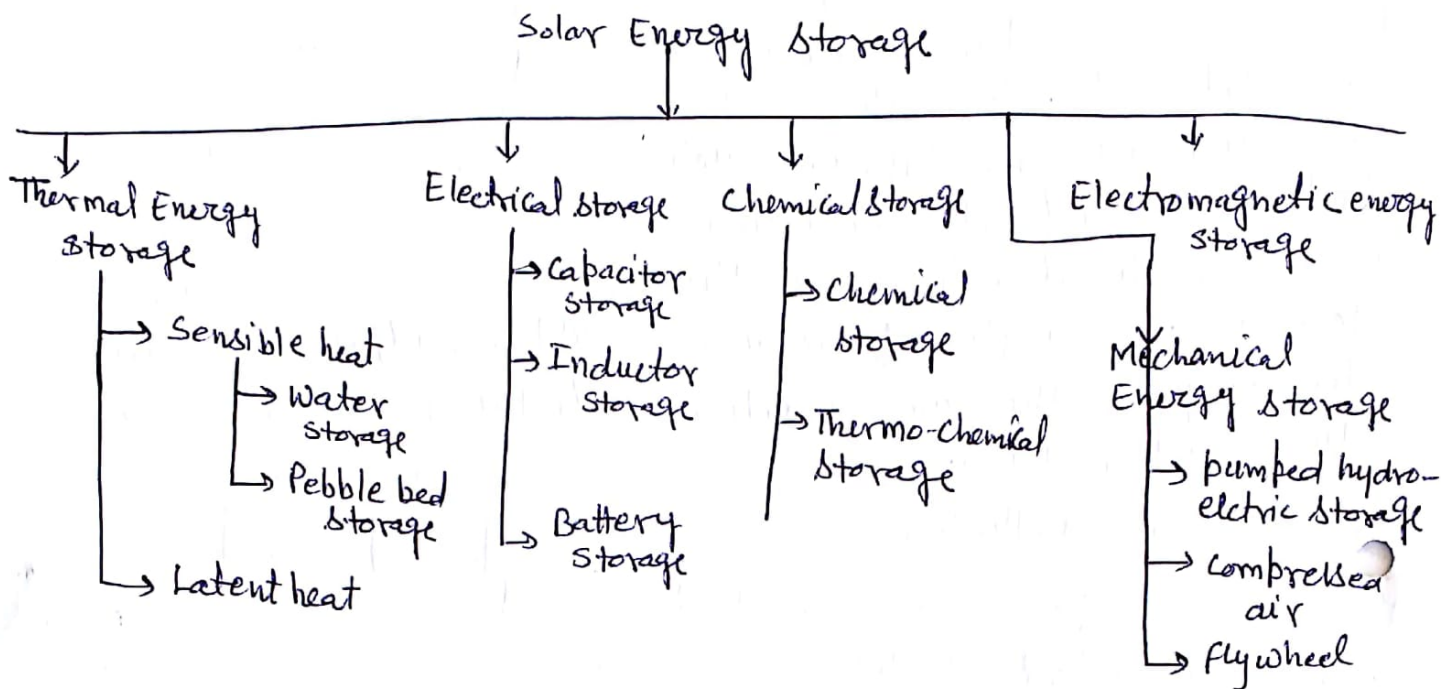 Solar Energy Storage
Thermal Energy
Storage
Sensible heat
Water
Storage
Pebble bed
Storage
Latent heat
Electrical Storage
Capacitor
Storage
Inductor
Storage
Battery
Storage
Chemical Storage
Chemical
Storage
Thermo-Chemical
Storage
Electromagnetic energy
Storage
Mechanical
Energy Storage
pumped hydro-
elctric Storage
compressed
air
flywheel